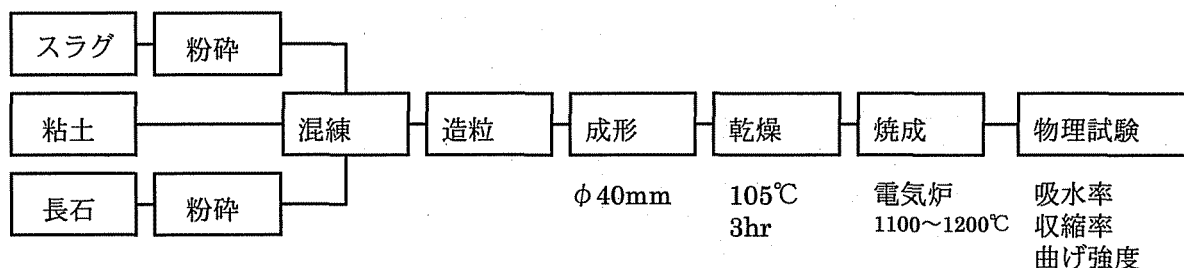 スラグ 粉砕
粘土 混練 造粒 成形 乾燥 焼成 物理試験
長石 粉砕
φ40mm 105℃ 電気炉 吸水率
3hr 1100～1200℃ 収縮率
曲げ強度